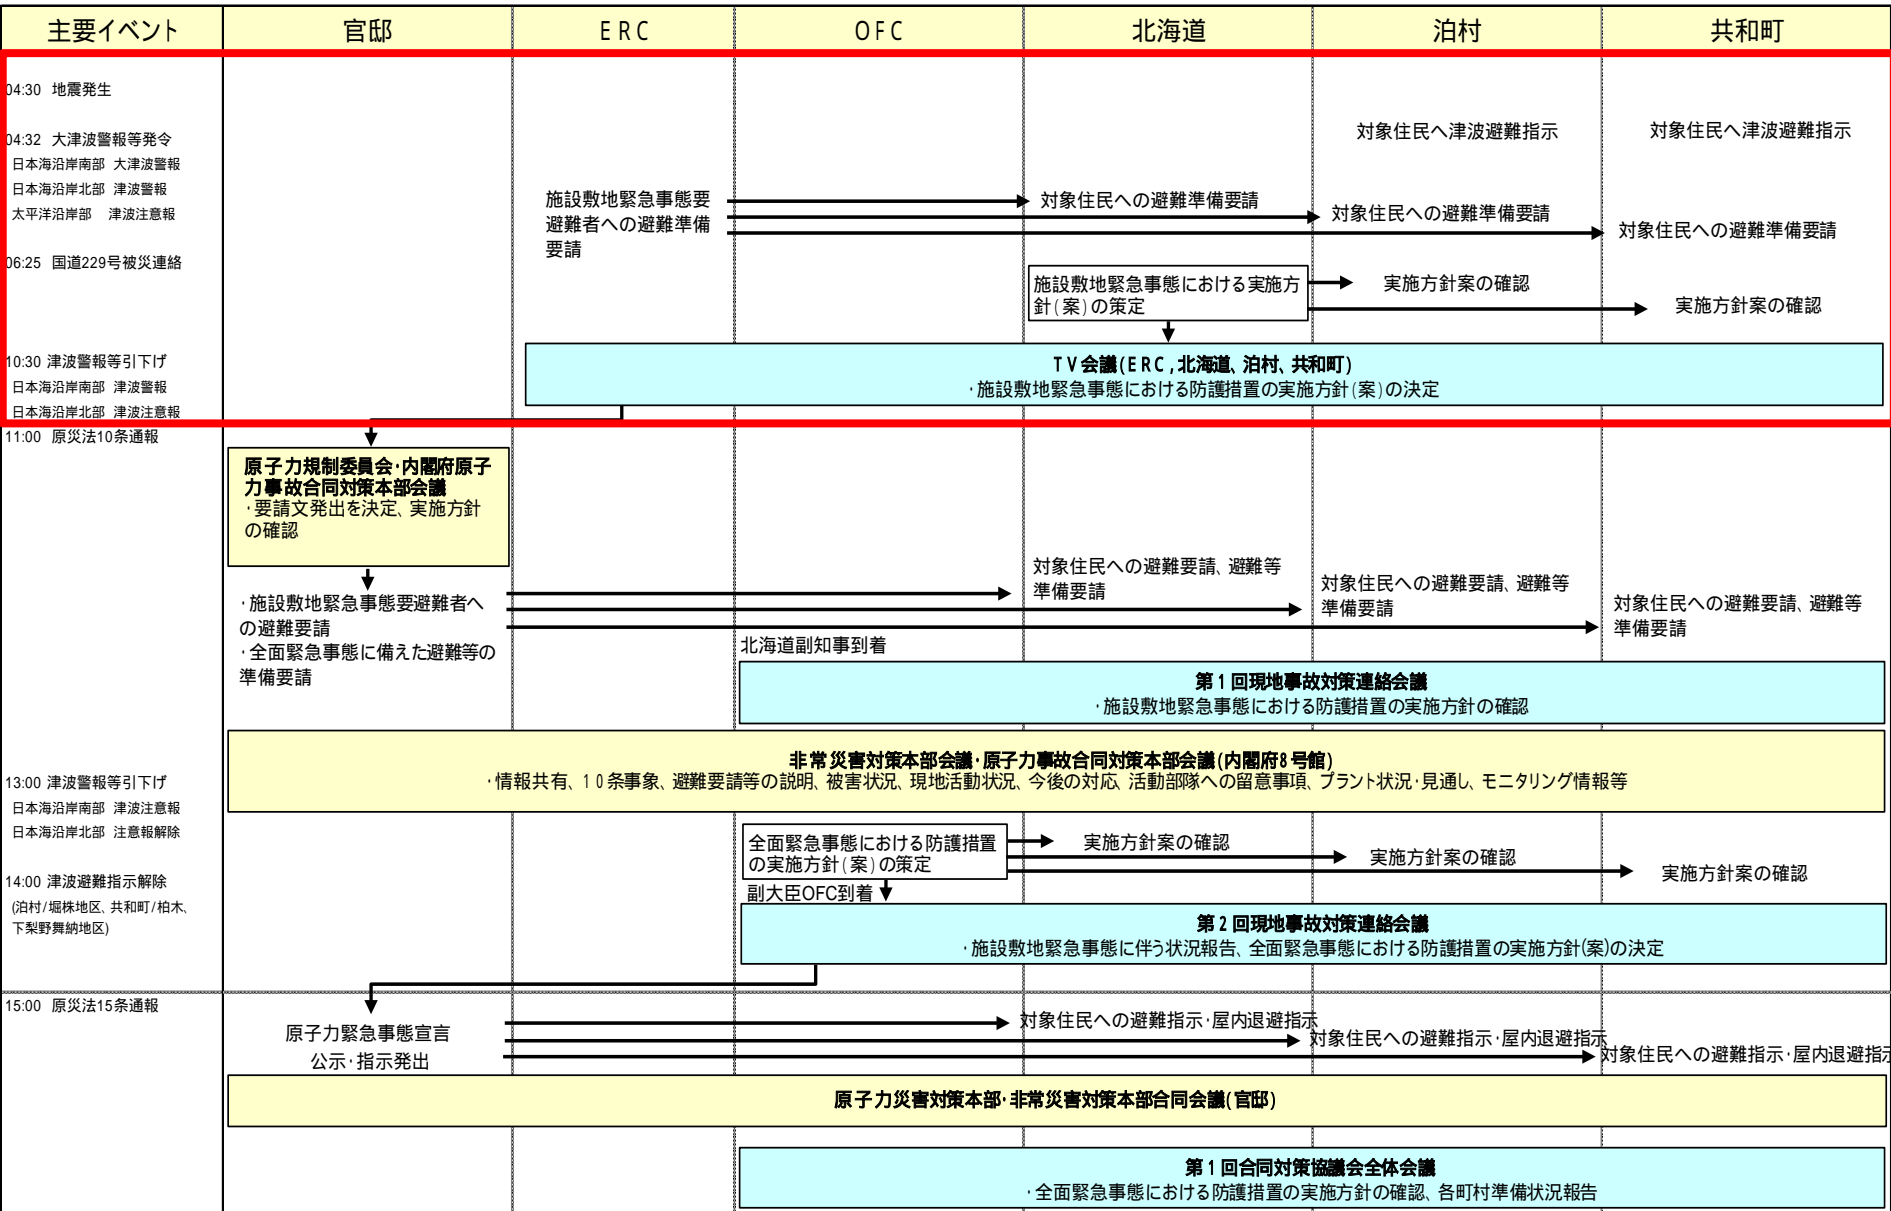 主要イベント
官邸
ERC
OFC
北海道
泊村
共和町
04:30 地震発生
04:32 大津波警報等発令
日本海沿岸南部 大津波警報
日本海沿岸北部 津波警報
太平洋沿岸部 津波注意報
対象住民へ津波避難指示
対象住民へ津波避難指示
施設敷地緊急事態要
避難者への避難準備
要請
対象住民への避難準備要請
対象住民への避難準備要請
対象住民への避難準備要請
06:25 国道229号被災連絡
施設敷地緊急事態における実施方
針(案)の策定
実施方針案の確認
実施方針案の確認
10:30 津波警報等引下げ
日本海沿岸南部 津波警報
日本海沿岸北部 津波注意報
TV会議(ERC,北海道、泊村、共和町)
・施設敷地緊急事態における防護措置の実施方針(案)の決定
11:00 原災法10条通報
原子力規制委員会・内閣府原子
力事故合同対策本部会議
・要請文発出を決定、実施方針
の確認
・施設敷地緊急事態要避難者へ
の避難要請
・全面緊急事態に備えた避難等の
準備要請
対象住民への避難要請、避難等
準備要請
対象住民への避難要請、避難等
準備要請
対象住民への避難要請、避難等
準備要請
北海道副知事到着
第1回現地事故対策連絡会議
・施設敷地緊急事態における防護措置の実施方針の確認
非常災害対策本部会議・原子力事故合同対策本部会議(内閣府8号館)
・情報共有、10条事象、避難要請等の説明、被害状況、現地活動状況、今後の対応、活動部隊への留意事項、プラント状況・見通し、モニタリング情報等
13:00 津波警報等引下げ
日本海沿岸南部 津波注意報
日本海沿岸北部 注意報解除
全面緊急事態における防護措置
の実施方針(案)の策定
実施方針案の確認
実施方針案の確認
実施方針案の確認
14:00 津波避難指示解除
(泊村/堀株地区、共和町/柏木、
下梨野舞納地区)
副大臣OFC到着
第2回現地事故対策連絡会議
・施設敷地緊急事態に伴う状況報告、全面緊急事態における防護措置の実施方針(案)の決定
15:00 原災法15条通報
原子力緊急事態宣言
公示・指示発出
対象住民への避難指示・屋内退避指示
対象住民への避難指示・屋内退避指示
対象住民への避難指示・屋内退避指示
原子力災害対策本部・非常災害対策本部合同会議(官邸)
第1回合同対策協議会全体会議
・全面緊急事態における防護措置の実施方針の確認、各町村準備状況報告